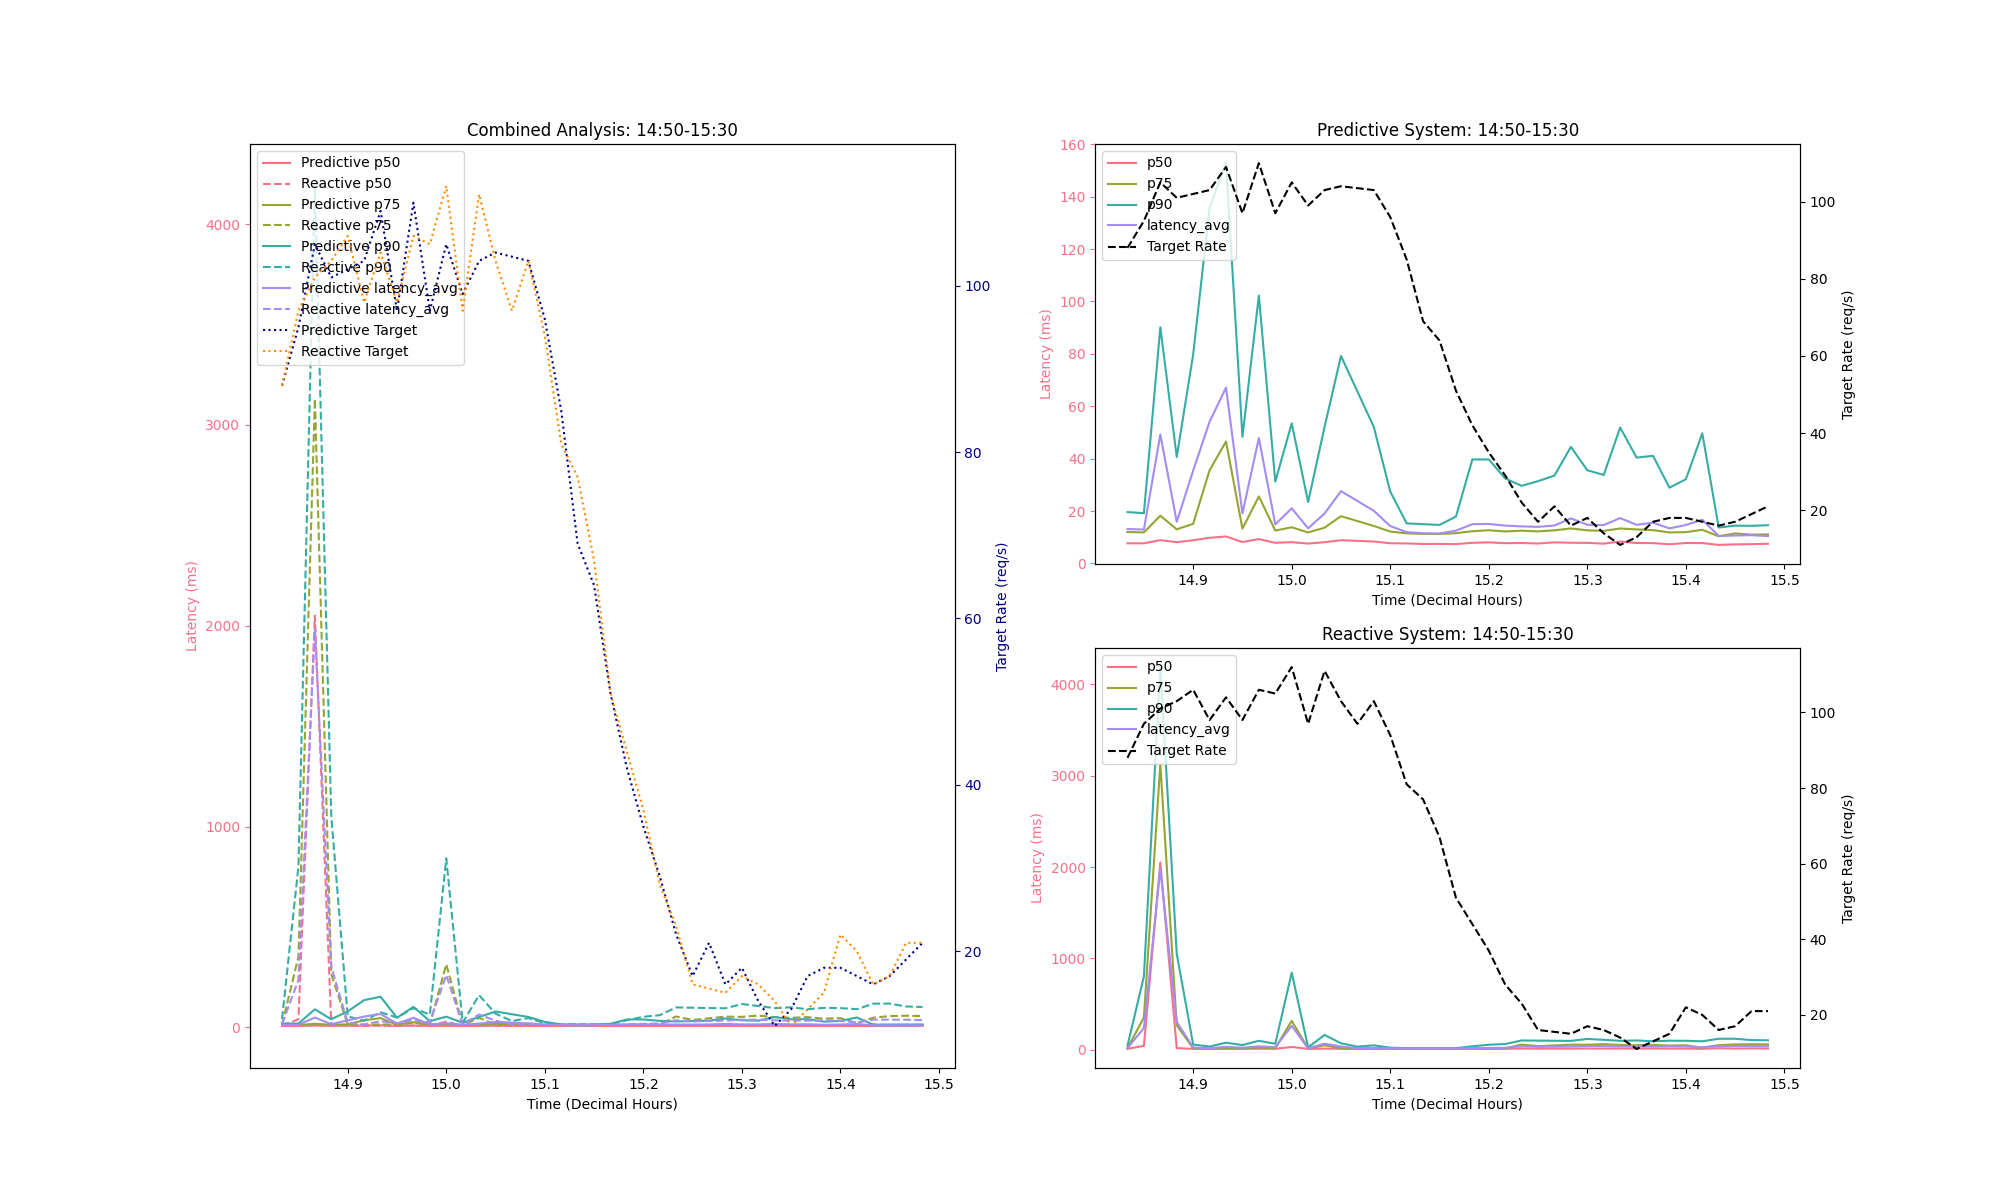 Combined Analysis: 14:50-15:30
Predictive p50
Reactive p50
Predictive p75
Reactive p75
Predictive p90
Reactive p90
Predictive latency_avg
Reactive latency_avg
Predictive Target
Reactive Target
4000
3000
2000
1000
0
Latency (ms)
100
80
60
40
20
Target Rate (req/s)
14.9 15.0 15.1 15.2 15.3 15.4 15.5
Time (Decimal Hours)
Predictive System: 14:50-15:30
p50
p75
p90
latency_avg
Target Rate
160
140
120
100
80
60
40
20
0
Latency (ms)
100
80
60
40
20
Target Rate (req/s)
14.9 15.0 15.1 15.2 15.3 15.4 15.5
Time (Decimal Hours)
Reactive System: 14:50-15:30
p50
p75
p90
latency_avg
Target Rate
4000
3000
2000
1000
0
Latency (ms)
100
80
60
40
20
Target Rate (req/s)
14.9 15.0 15.1 15.2 15.3 15.4 15.5
Time (Decimal Hours)